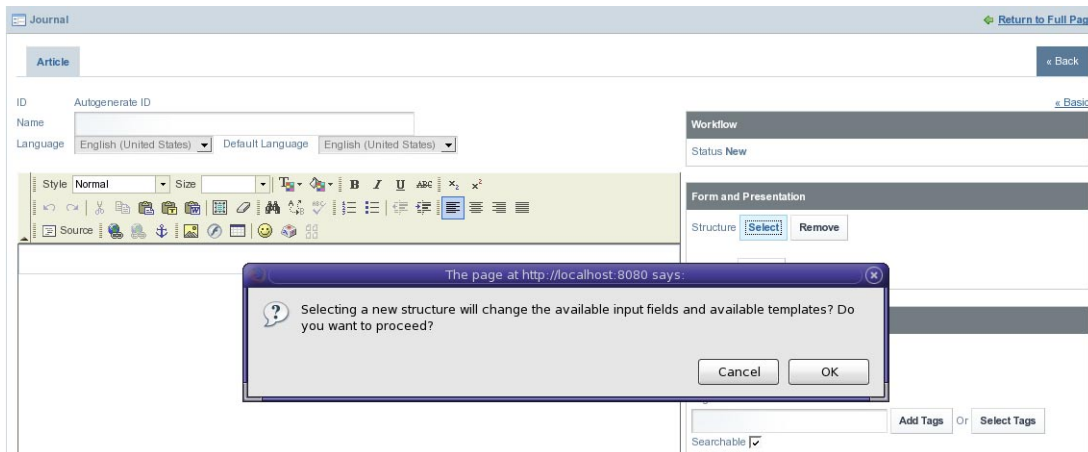 Journal
Return to Full Pag
Article
« Back
ID Autogenerate ID
« Basic
Name
Language English (United States) Default Language English (United States)
Workflow
Status New
Style Normal Size
B I U ABC x₂ x²
Source
Form and Presentation
Structure Select Remove
The page at http://localhost:8080 says:
Selecting a new structure will change the available input fields and available templates? Do
you want to proceed?
Cancel OK
Add Tags Or Select Tags
Searchable